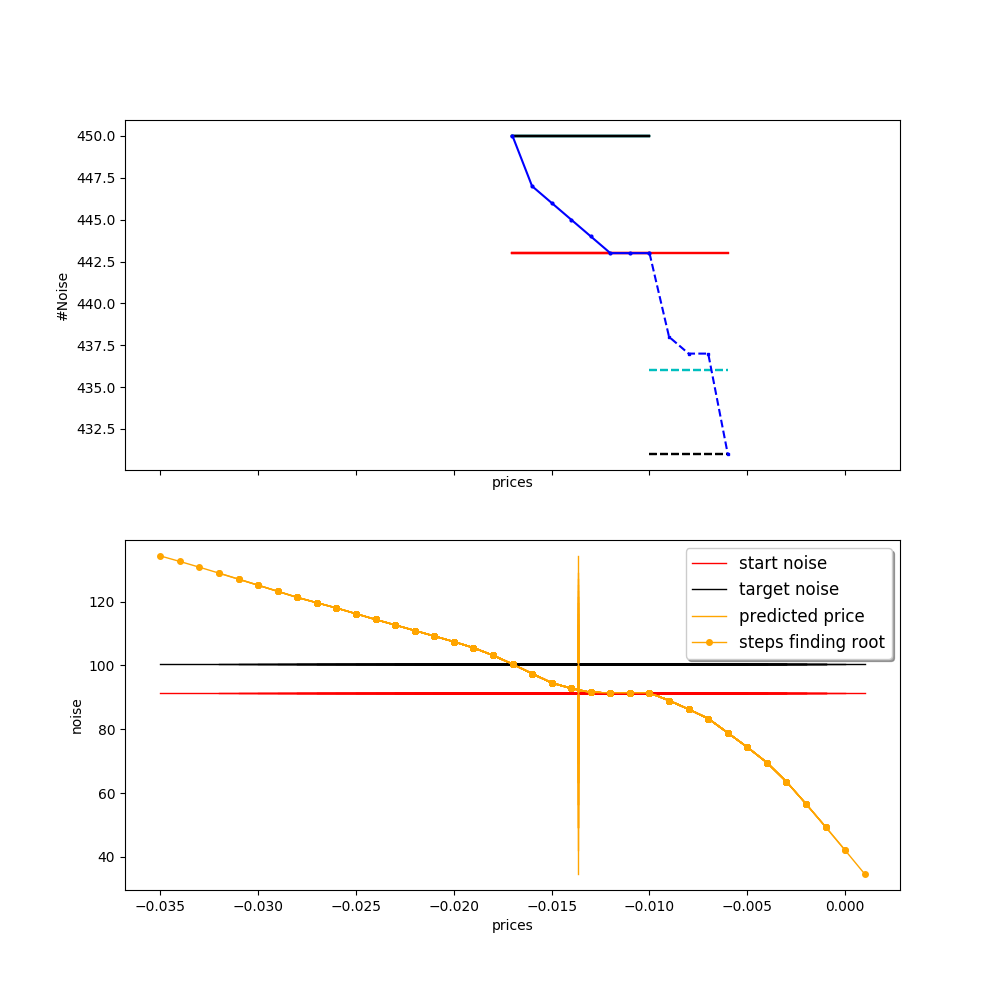 450.0
447.5
445.0
442.5
440.0
437.5
435.0
432.5
#Noise
prices
start noise
target noise
predicted price
steps finding root
120
100
80
60
40
noise
−0.035 −0.030 −0.025 −0.020 −0.015 −0.010 −0.005 0.000
prices